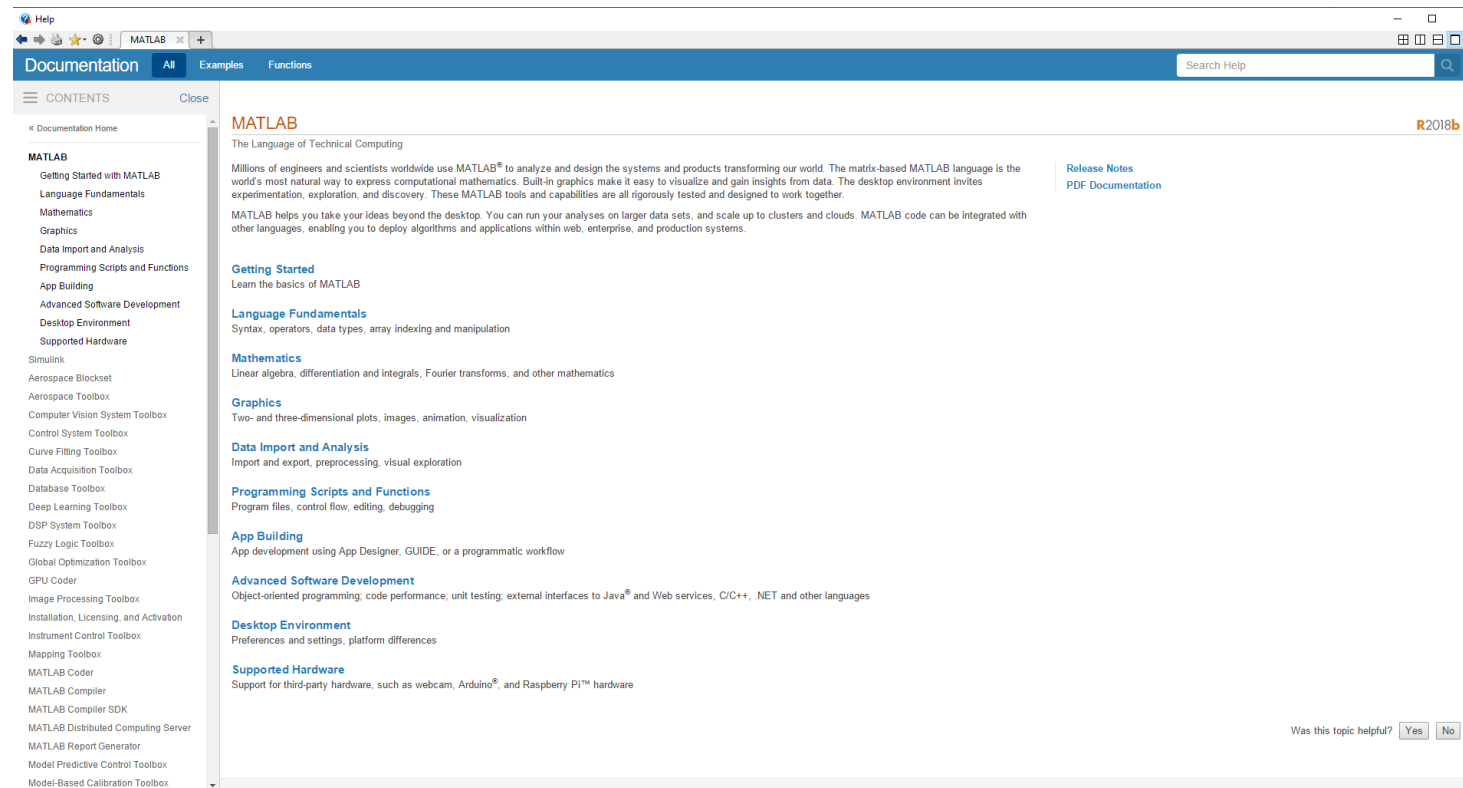 Help
MATLAB
Documentation All Examples Functions Search Help
CONTENTS Close
« Documentation Home
MATLAB
Getting Started with MATLAB
Language Fundamentals
Mathematics
Graphics
Data Import and Analysis
Programming Scripts and Functions
App Building
Advanced Software Development
Desktop Environment
Supported Hardware
Simulink
Aerospace Blockset
Aerospace Toolbox
Computer Vision System Toolbox
Control System Toolbox
Curve Fitting Toolbox
Data Acquisition Toolbox
Database Toolbox
Deep Learning Toolbox
DSP System Toolbox
Fuzzy Logic Toolbox
Global Optimization Toolbox
GPU Coder
Image Processing Toolbox
Installation, Licensing, and Activation
Instrument Control Toolbox
Mapping Toolbox
MATLAB Coder
MATLAB Compiler
MATLAB Compiler SDK
MATLAB Distributed Computing Server
MATLAB Report Generator
Model Predictive Control Toolbox
Model-Based Calibration Toolbox
MATLAB
R2018b
The Language of Technical Computing
Millions of engineers and scientists worldwide use MATLAB® to analyze and design the systems and products transforming our world. The matrix-based MATLAB language is the
world's most natural way to express computational mathematics. Built-in graphics make it easy to visualize and gain insights from data. The desktop environment invites
experimentation, exploration, and discovery. These MATLAB tools and capabilities are all rigorously tested and designed to work together.
MATLAB helps you take your ideas beyond the desktop. You can run your analyses on larger data sets, and scale up to clusters and clouds. MATLAB code can be integrated with
other languages, enabling you to deploy algorithms and applications within web, enterprise, and production systems.
Release Notes
PDF Documentation
Getting Started
Learn the basics of MATLAB
Language Fundamentals
Syntax, operators, data types, array indexing and manipulation
Mathematics
Linear algebra, differentiation and integrals, Fourier transforms, and other mathematics
Graphics
Two- and three-dimensional plots, images, animation, visualization
Data Import and Analysis
Import and export, preprocessing, visual exploration
Programming Scripts and Functions
Program files, control flow, editing, debugging
App Building
App development using App Designer, GUIDE, or a programmatic workflow
Advanced Software Development
Object-oriented programming; code performance; unit testing; external interfaces to Java® and Web services, C/C++, .NET and other languages
Desktop Environment
Preferences and settings, platform differences
Supported Hardware
Support for third-party hardware, such as webcam, Arduino®, and Raspberry Pi™ hardware
Was this topic helpful? Yes No